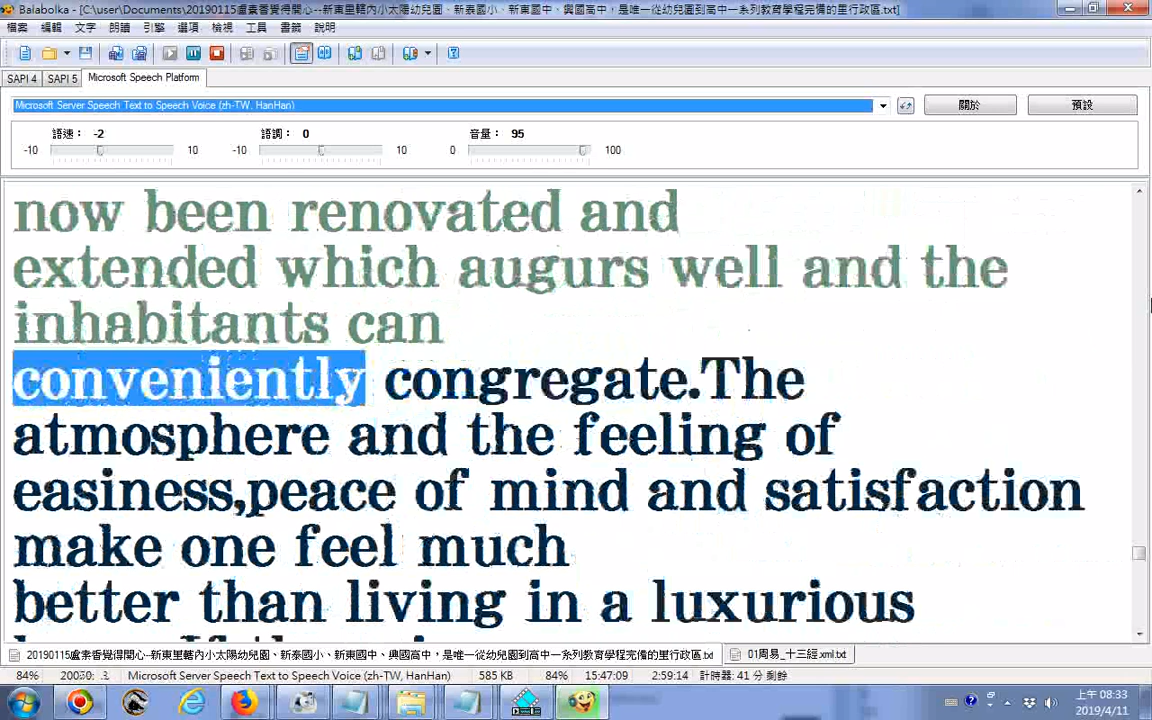 Balabolka - [C:\user\Documents\20190115盧素香覺得開心--新東里轄內小太陽幼兒園、新泰國小、新東國中、興國高中，是唯一從幼兒園到高中一系列教育學程完備的里行政區.txt]
檔案 編輯 文字 朗讀 引擎 選項 檢視 工具 書籤 說明
SAPI 4 SAPI 5 Microsoft Speech Platform
Microsoft Server Speech Text to Speech Voice (zh-TW, HanHan) 關於 預設
語速： -2 語調： 0 音量： 95
-10 10 -10 10 0 100
now been renovated and
extended which augurs well and the
inhabitants can
conveniently congregate.The
atmosphere and the feeling of
easiness,peace of mind and satisfaction
make one feel much
better than living in a luxurious
20190115盧素香覺得開心--新東里轄內小太陽幼兒園、新泰國小、新東國中、興國高中，是唯一從幼兒園到高中一系列教育學程完備的里行政區.txt 01周易_十三經.xml.txt
84% Microsoft Server Speech Text to Speech Voice (zh-TW, HanHan) 585 KB 84% 15:47:09 2:59:14 計時器: 41 分 剩餘
上午 08:33
2019/4/11